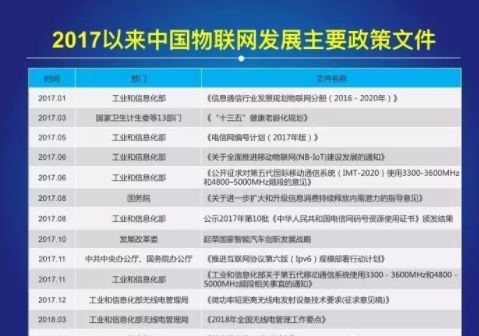 2017以来中国物联网发展主要政策文件
时间 部门 文件名称
2017.01 工业和信息化部 《信息通信行业发展规划物联网分册（2016-2020年）》
2017.03 国家卫生计生委等13部门 《“十三五”健康老龄化规划》
2017.05 工业和信息化部 《电信网编号计划（2017年版）》
2017.06 工业和信息化部 《关于全面推进移动物联网(NB-IoT)建设发展的通知》
2017.06 工业和信息化部 《公开征求对第五代国际移动通信系统（IMT-2020）使用3300-3600MHz
和4800-5000MHz频段的意见》
2017.08 国务院 《关于进一步扩大和升级信息消费持续释放内需潜力的指导意见》
2017.08 工业和信息化部 公示2017年第10批《中华人民共和国电信网码号资源使用证书》颁发结果
2017.10 发展改革委 起草国家智能汽车创新发展战略
2017.11 中共中央办公厅、国务院办公厅 《推进互联网协议第六版（Ipv6）规模部署行动计划》
2017.11 工业和信息化部 《工业和信息化部关于第五代移动通信系统使用3300-3600MHz和4800-
5000MHz频段相关事宜的通知》
2017.12 工业和信息化部无线电管理局 《微功率短距离无线电发射设备技术要求(征求意见稿)》
2018.03 工业和信息化部无线电管理局 《2018年全国无线电管理工作要点》